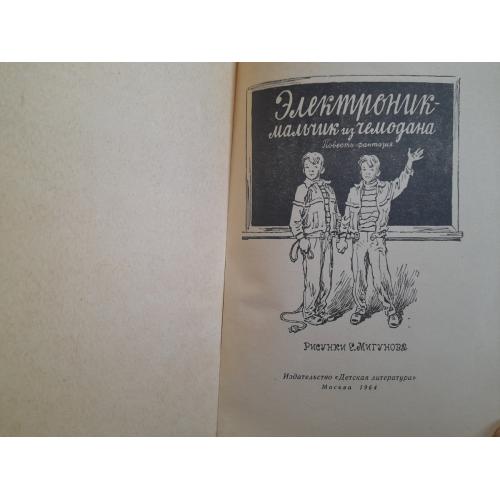 Электроник-
мальчик из чемодана
Повесть-фантазия
Рисунки Е. Мигунова
Издательство «Детская литература»
Москва 1964